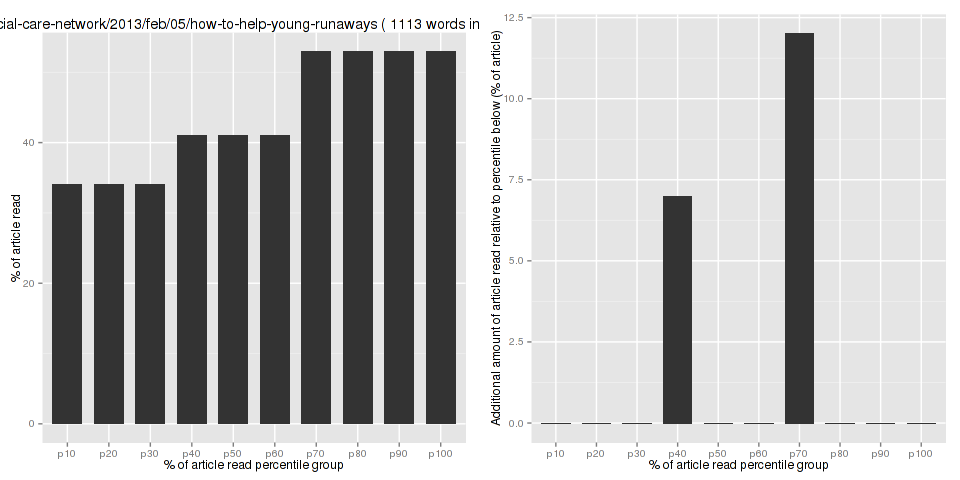 cial-care-network/2013/feb/05/how-to-help-young-runaways ( 1113 words in
% of article read
40
20
0
p10 p20 p30 p40 p50 p60 p70 p80 p90 p100
% of article read percentile group
Additional amount of article read relative to percentile below (% of article)
12.5
10.0
7.5
5.0
2.5
0.0
p10 p20 p30 p40 p50 p60 p70 p80 p90 p100
% of article read percentile group